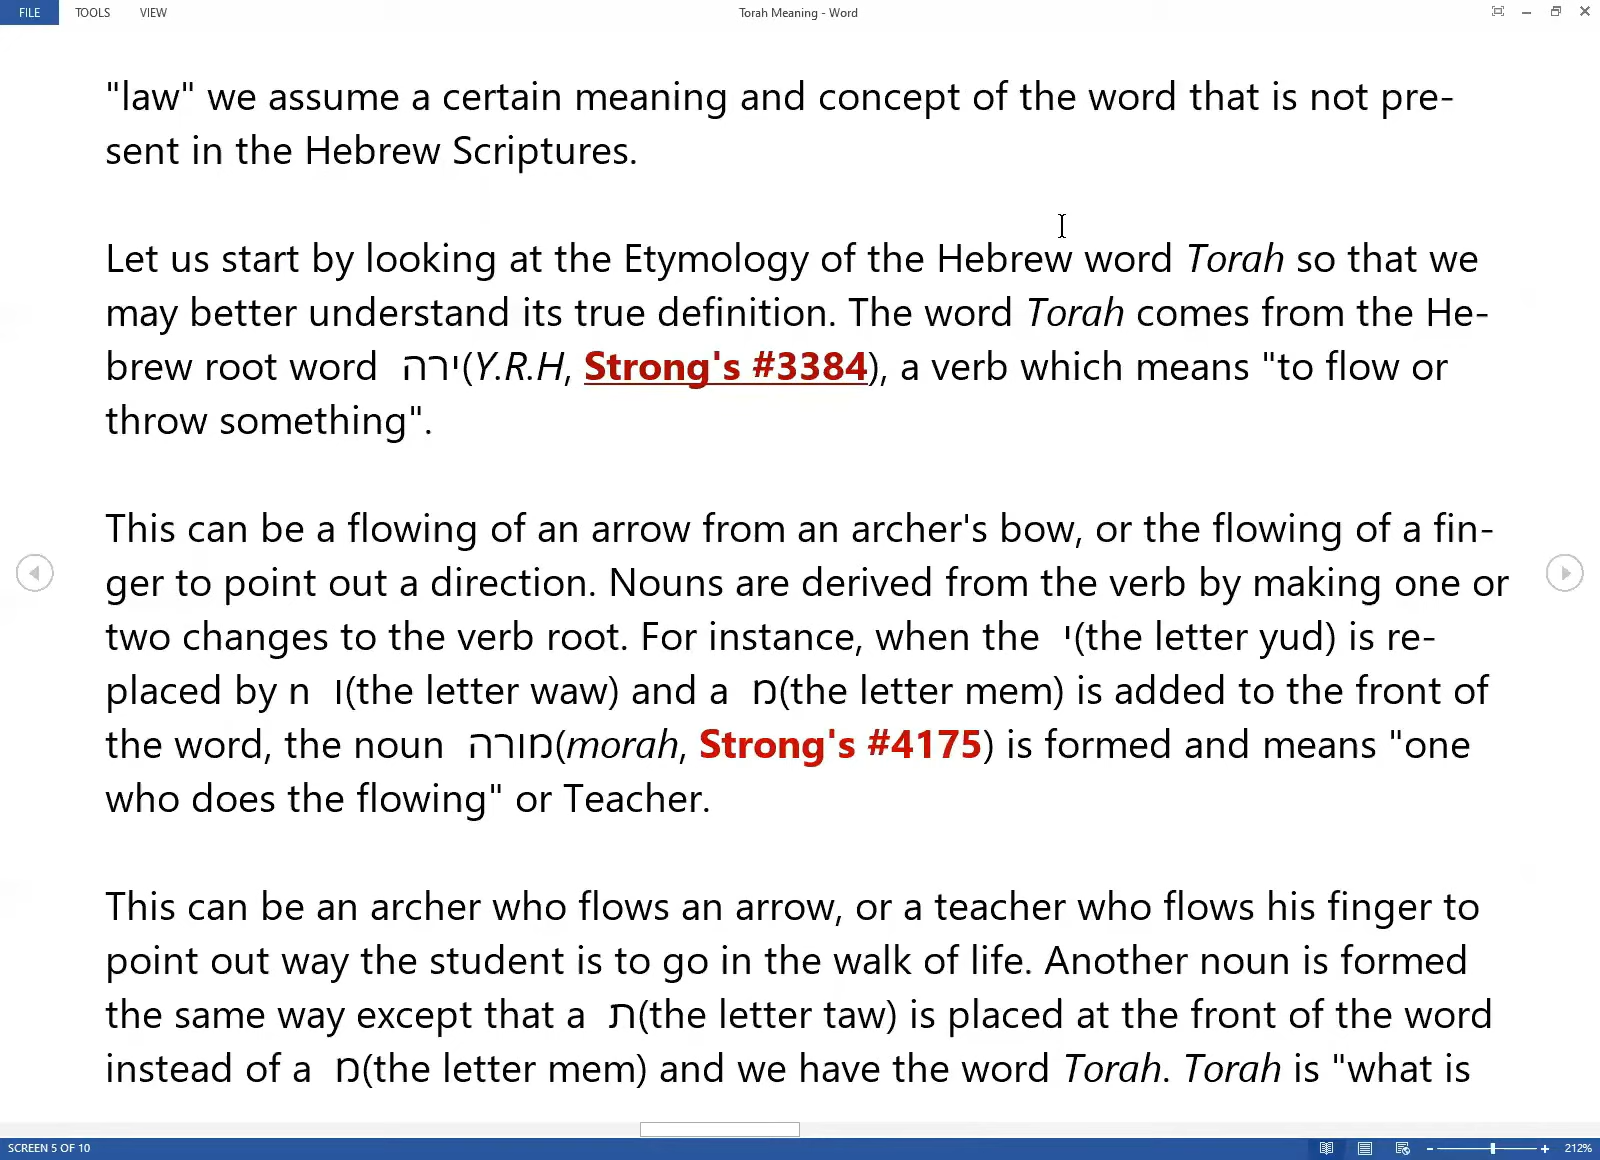 FILE TOOLS VIEW Torah Meaning - Word
"law" we assume a certain meaning and concept of the word that is not pre-
sent in the Hebrew Scriptures.
Let us start by looking at the Etymology of the Hebrew word Torah so that we
may better understand its true definition. The word Torah comes from the He-
brew root word ירה(Y.R.H, Strong's #3384), a verb which means "to flow or
throw something".
This can be a flowing of an arrow from an archer's bow, or the flowing of a fin-
ger to point out a direction. Nouns are derived from the verb by making one or
two changes to the verb root. For instance, when the י(the letter yud) is re-
placed by n ו(the letter waw) and a מ(the letter mem) is added to the front of
the word, the noun מורה(morah, Strong's #4175) is formed and means "one
who does the flowing" or Teacher.
This can be an archer who flows an arrow, or a teacher who flows his finger to
point out way the student is to go in the walk of life. Another noun is formed
the same way except that a ת(the letter taw) is placed at the front of the word
instead of a מ(the letter mem) and we have the word Torah. Torah is "what is
SCREEN 5 OF 10 212%